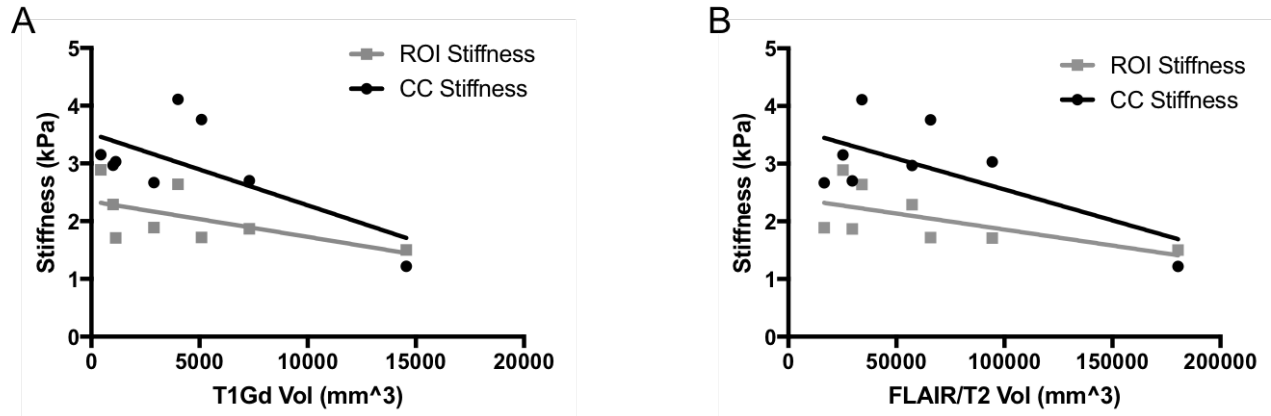 A
ROI Stiffness
CC Stiffness
5
4
3
2
1
0
Stiffness (kPa)
0 5000 10000 15000 20000
T1Gd Vol (mm^3)
B
ROI Stiffness
CC Stiffness
5
4
3
2
1
0
Stiffness (kPa)
0 50000 100000 150000 200000
FLAIR/T2 Vol (mm^3)